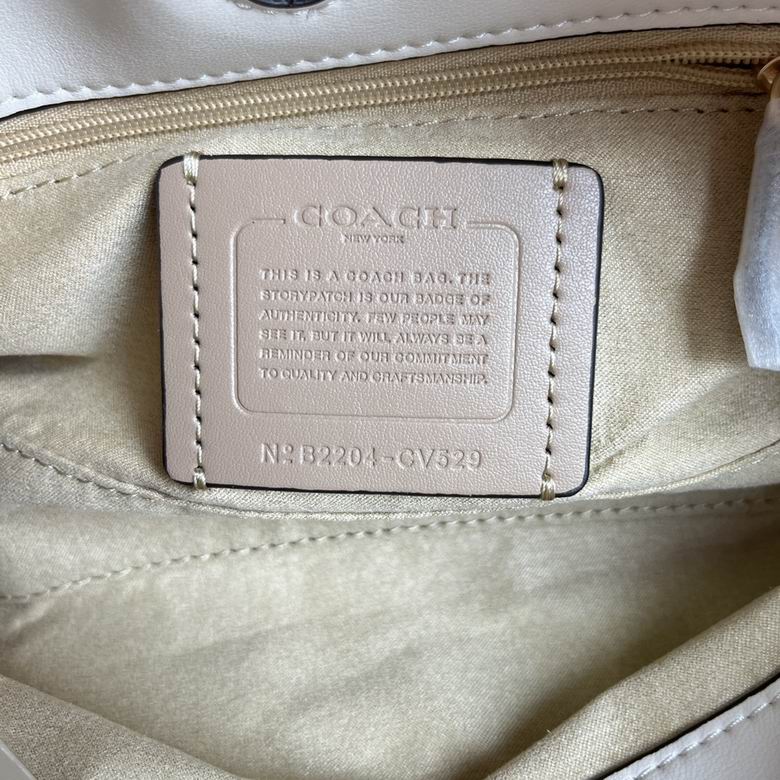 COACH
NEW YORK
THIS IS A COACH BAG. THE
STORYPATCH IS OUR BADGE OF
AUTHENTICITY. FEW PEOPLE MAY
SEE IT, BUT IT WILL ALWAYS BE A
REMINDER OF OUR COMMITMENT
TO QUALITY AND CRAFTSMANSHIP.
Nº B2204-CV529